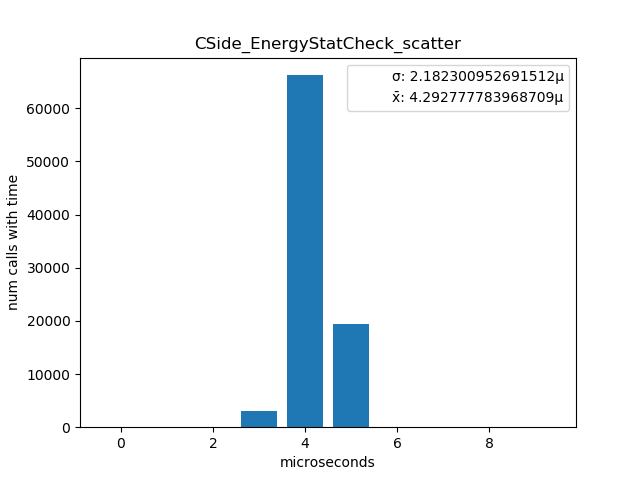 CSide_EnergyStatCheck_scatter
σ: 2.182300952691512µ
x̄: 4.292777783968709µ
60000
50000
40000
30000
20000
10000
0
num calls with time
0 2 4 6 8
microseconds